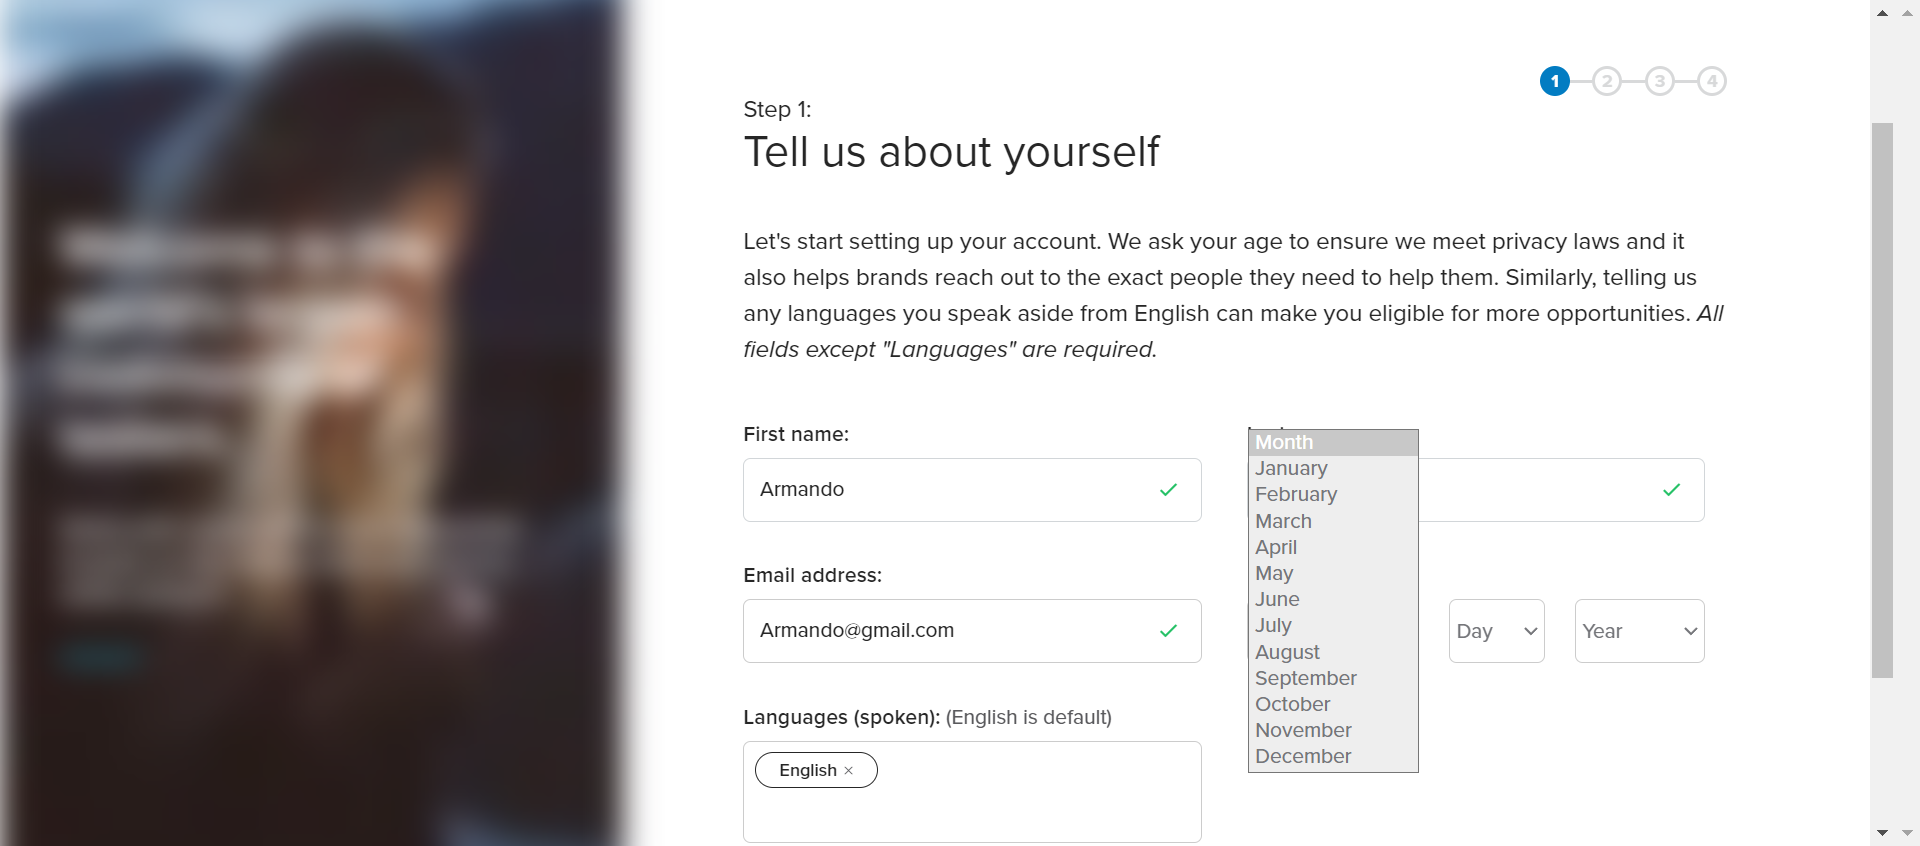 1 2 3 4
Step 1:
Tell us about yourself
Let's start setting up your account. We ask your age to ensure we meet privacy laws and it
also helps brands reach out to the exact people they need to help them. Similarly, telling us
any languages you speak aside from English can make you eligible for more opportunities. All
fields except "Languages" are required.
First name:
Armando
Email address:
Armando@gmail.com
Languages (spoken): (English is default)
English ×
Month
January
February
March
April
May
June
July
August
September
October
November
December
Day
Year